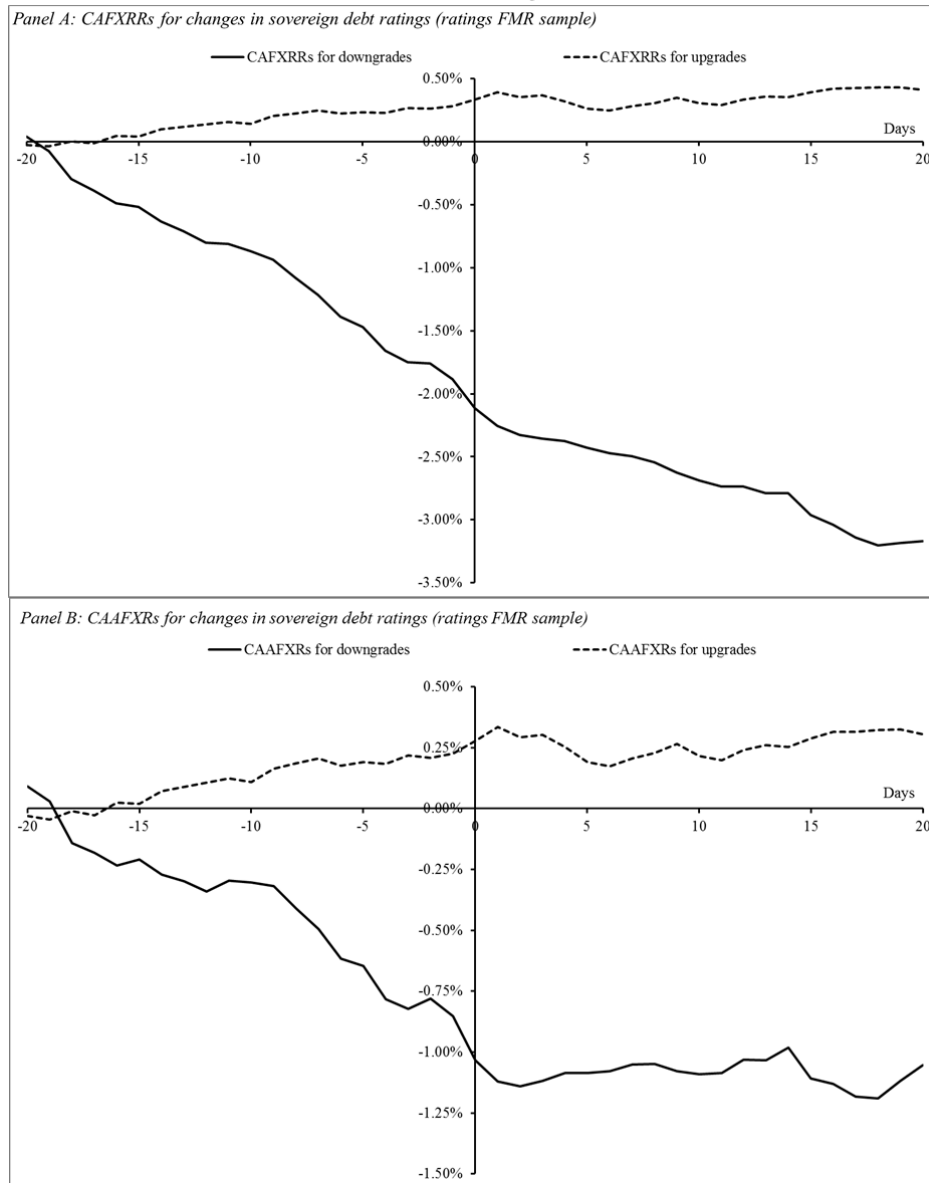 Panel A: CAFXRRs for changes in sovereign debt ratings (ratings FMR sample)
CAFXRRs for downgrades CAFXRRs for upgrades
0.50%
Days
0.00%
-20 -15 -10 -5 0 5 10 15 20
-0.50%
-1.00%
-1.50%
-2.00%
-2.50%
-3.00%
-3.50%
Panel B: CAAFXRs for changes in sovereign debt ratings (ratings FMR sample)
CAAFXRs for downgrades CAAFXRs for upgrades
0.50%
0.25%
Days
0.00%
-20 -15 -10 -5 0 5 10 15 20
-0.25%
-0.50%
-0.75%
-1.00%
-1.25%
-1.50%